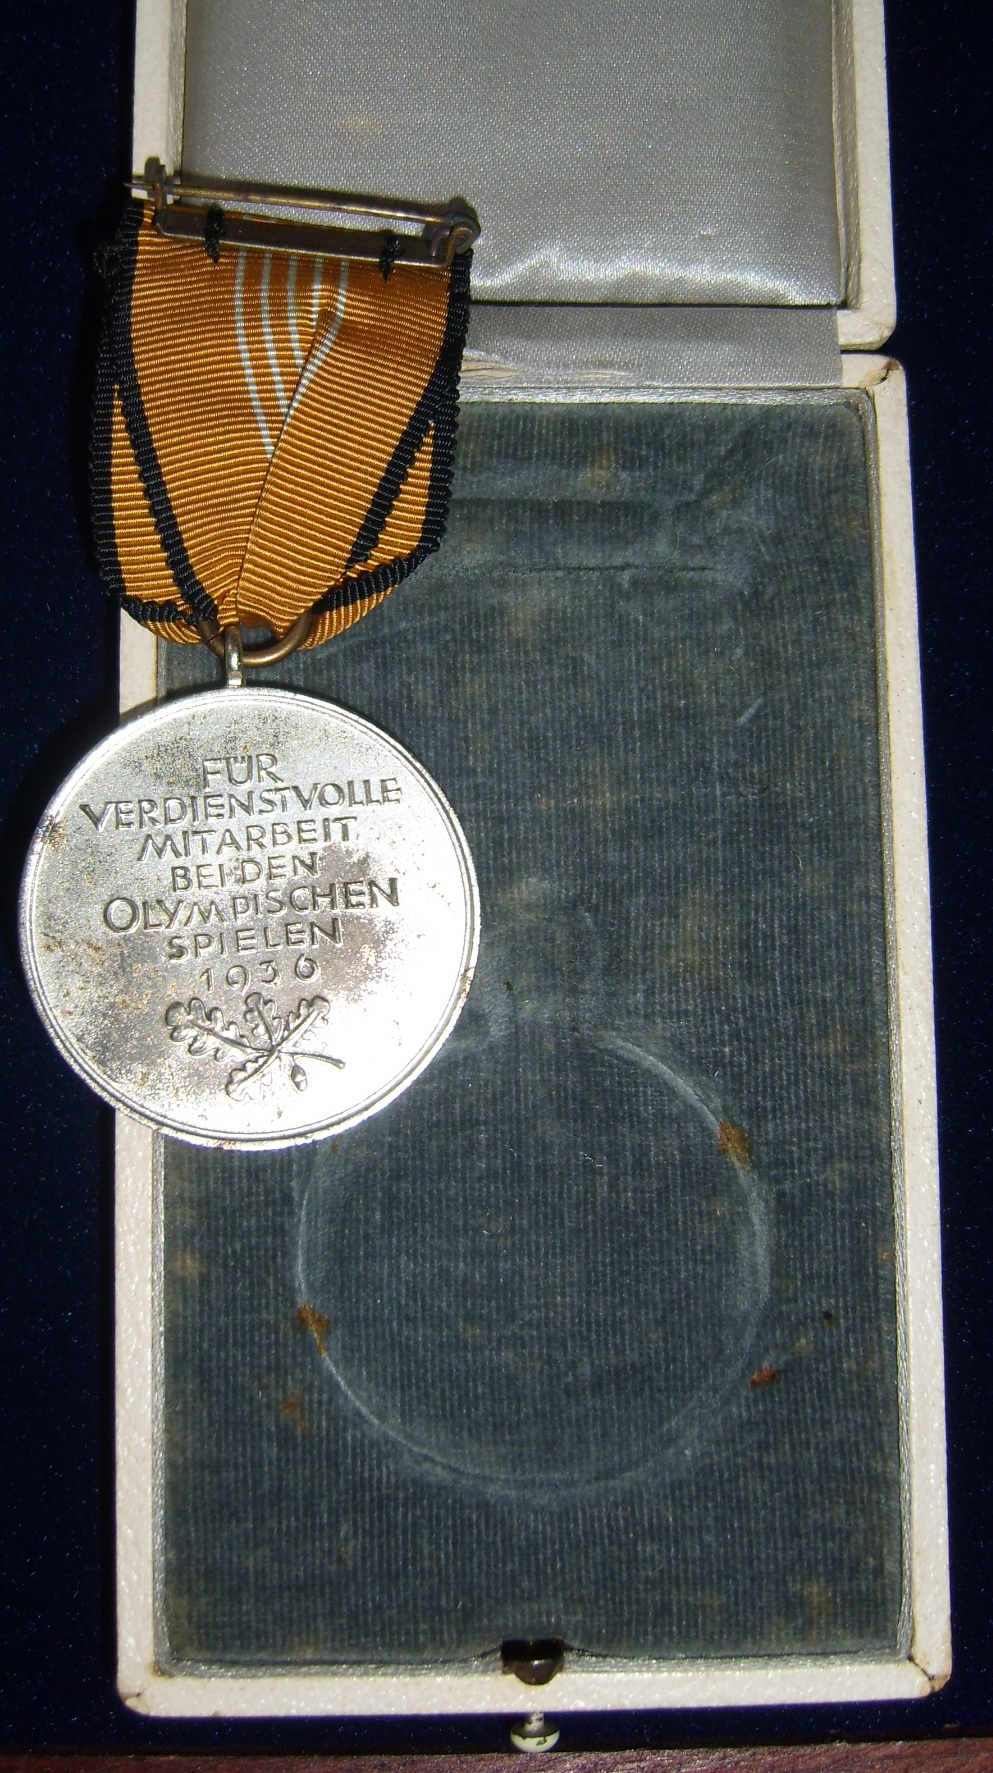 FÜR
VERDIENSTVOLLE
MITARBEIT
BEI DEN
OLYMPISCHEN
SPIELEN
1936